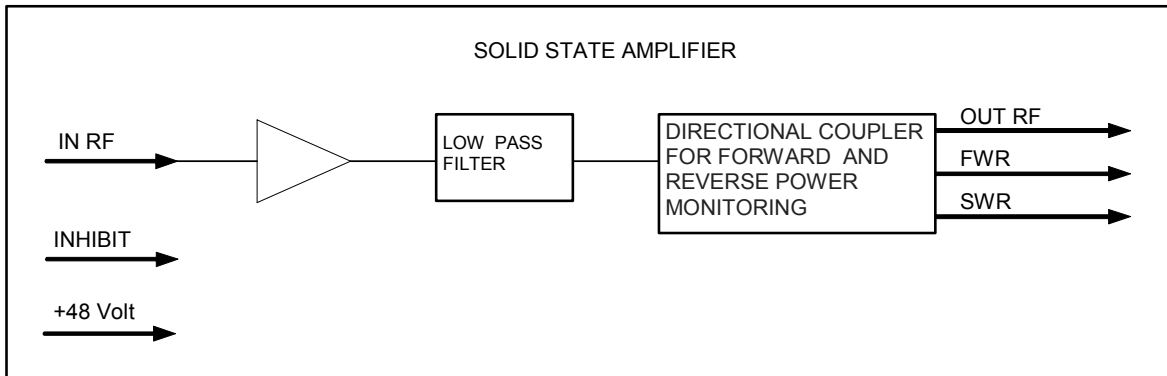 SOLID STATE AMPLIFIER
IN RF
LOW PASS
FILTER
DIRECTIONAL COUPLER
FOR FORWARD AND
REVERSE POWER
MONITORING
OUT RF
FWR
SWR
INHIBIT
+48 Volt